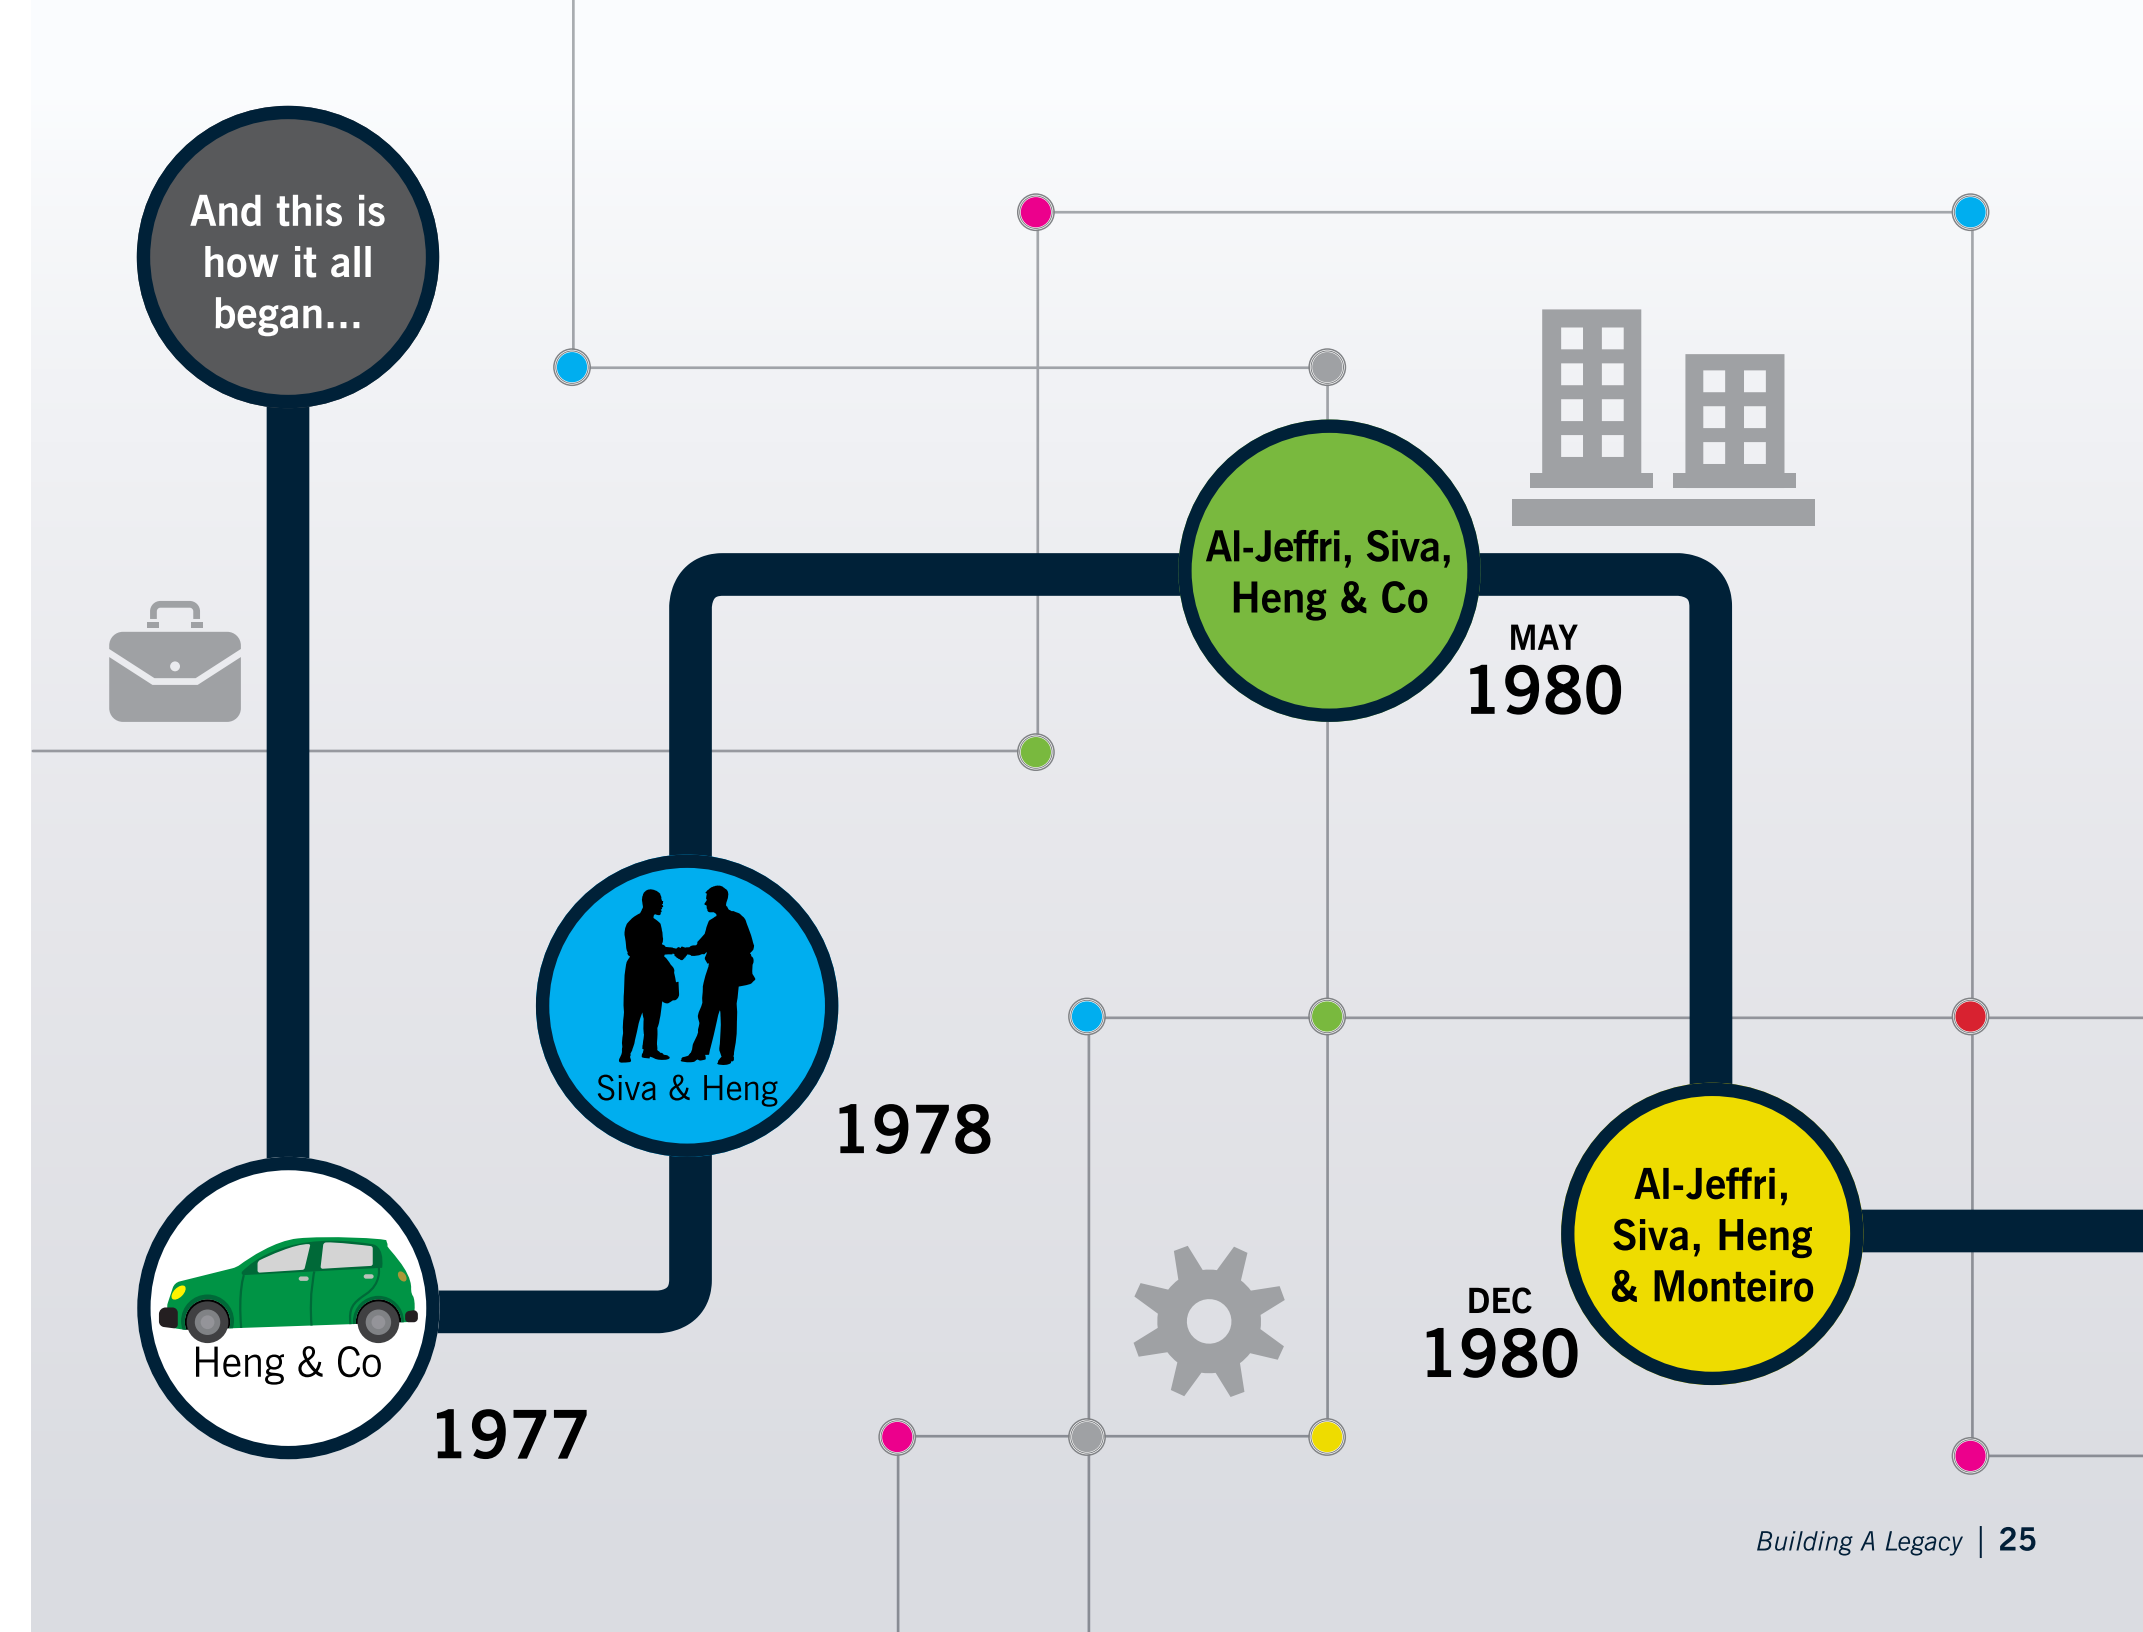 And this is
how it all
began...
Heng & Co
1977
Siva & Heng
1978
Al-Jeffri, Siva,
Heng & Co
MAY
1980
Al-Jeffri,
Siva, Heng
& Monteiro
DEC
1980
Building A Legacy | 25